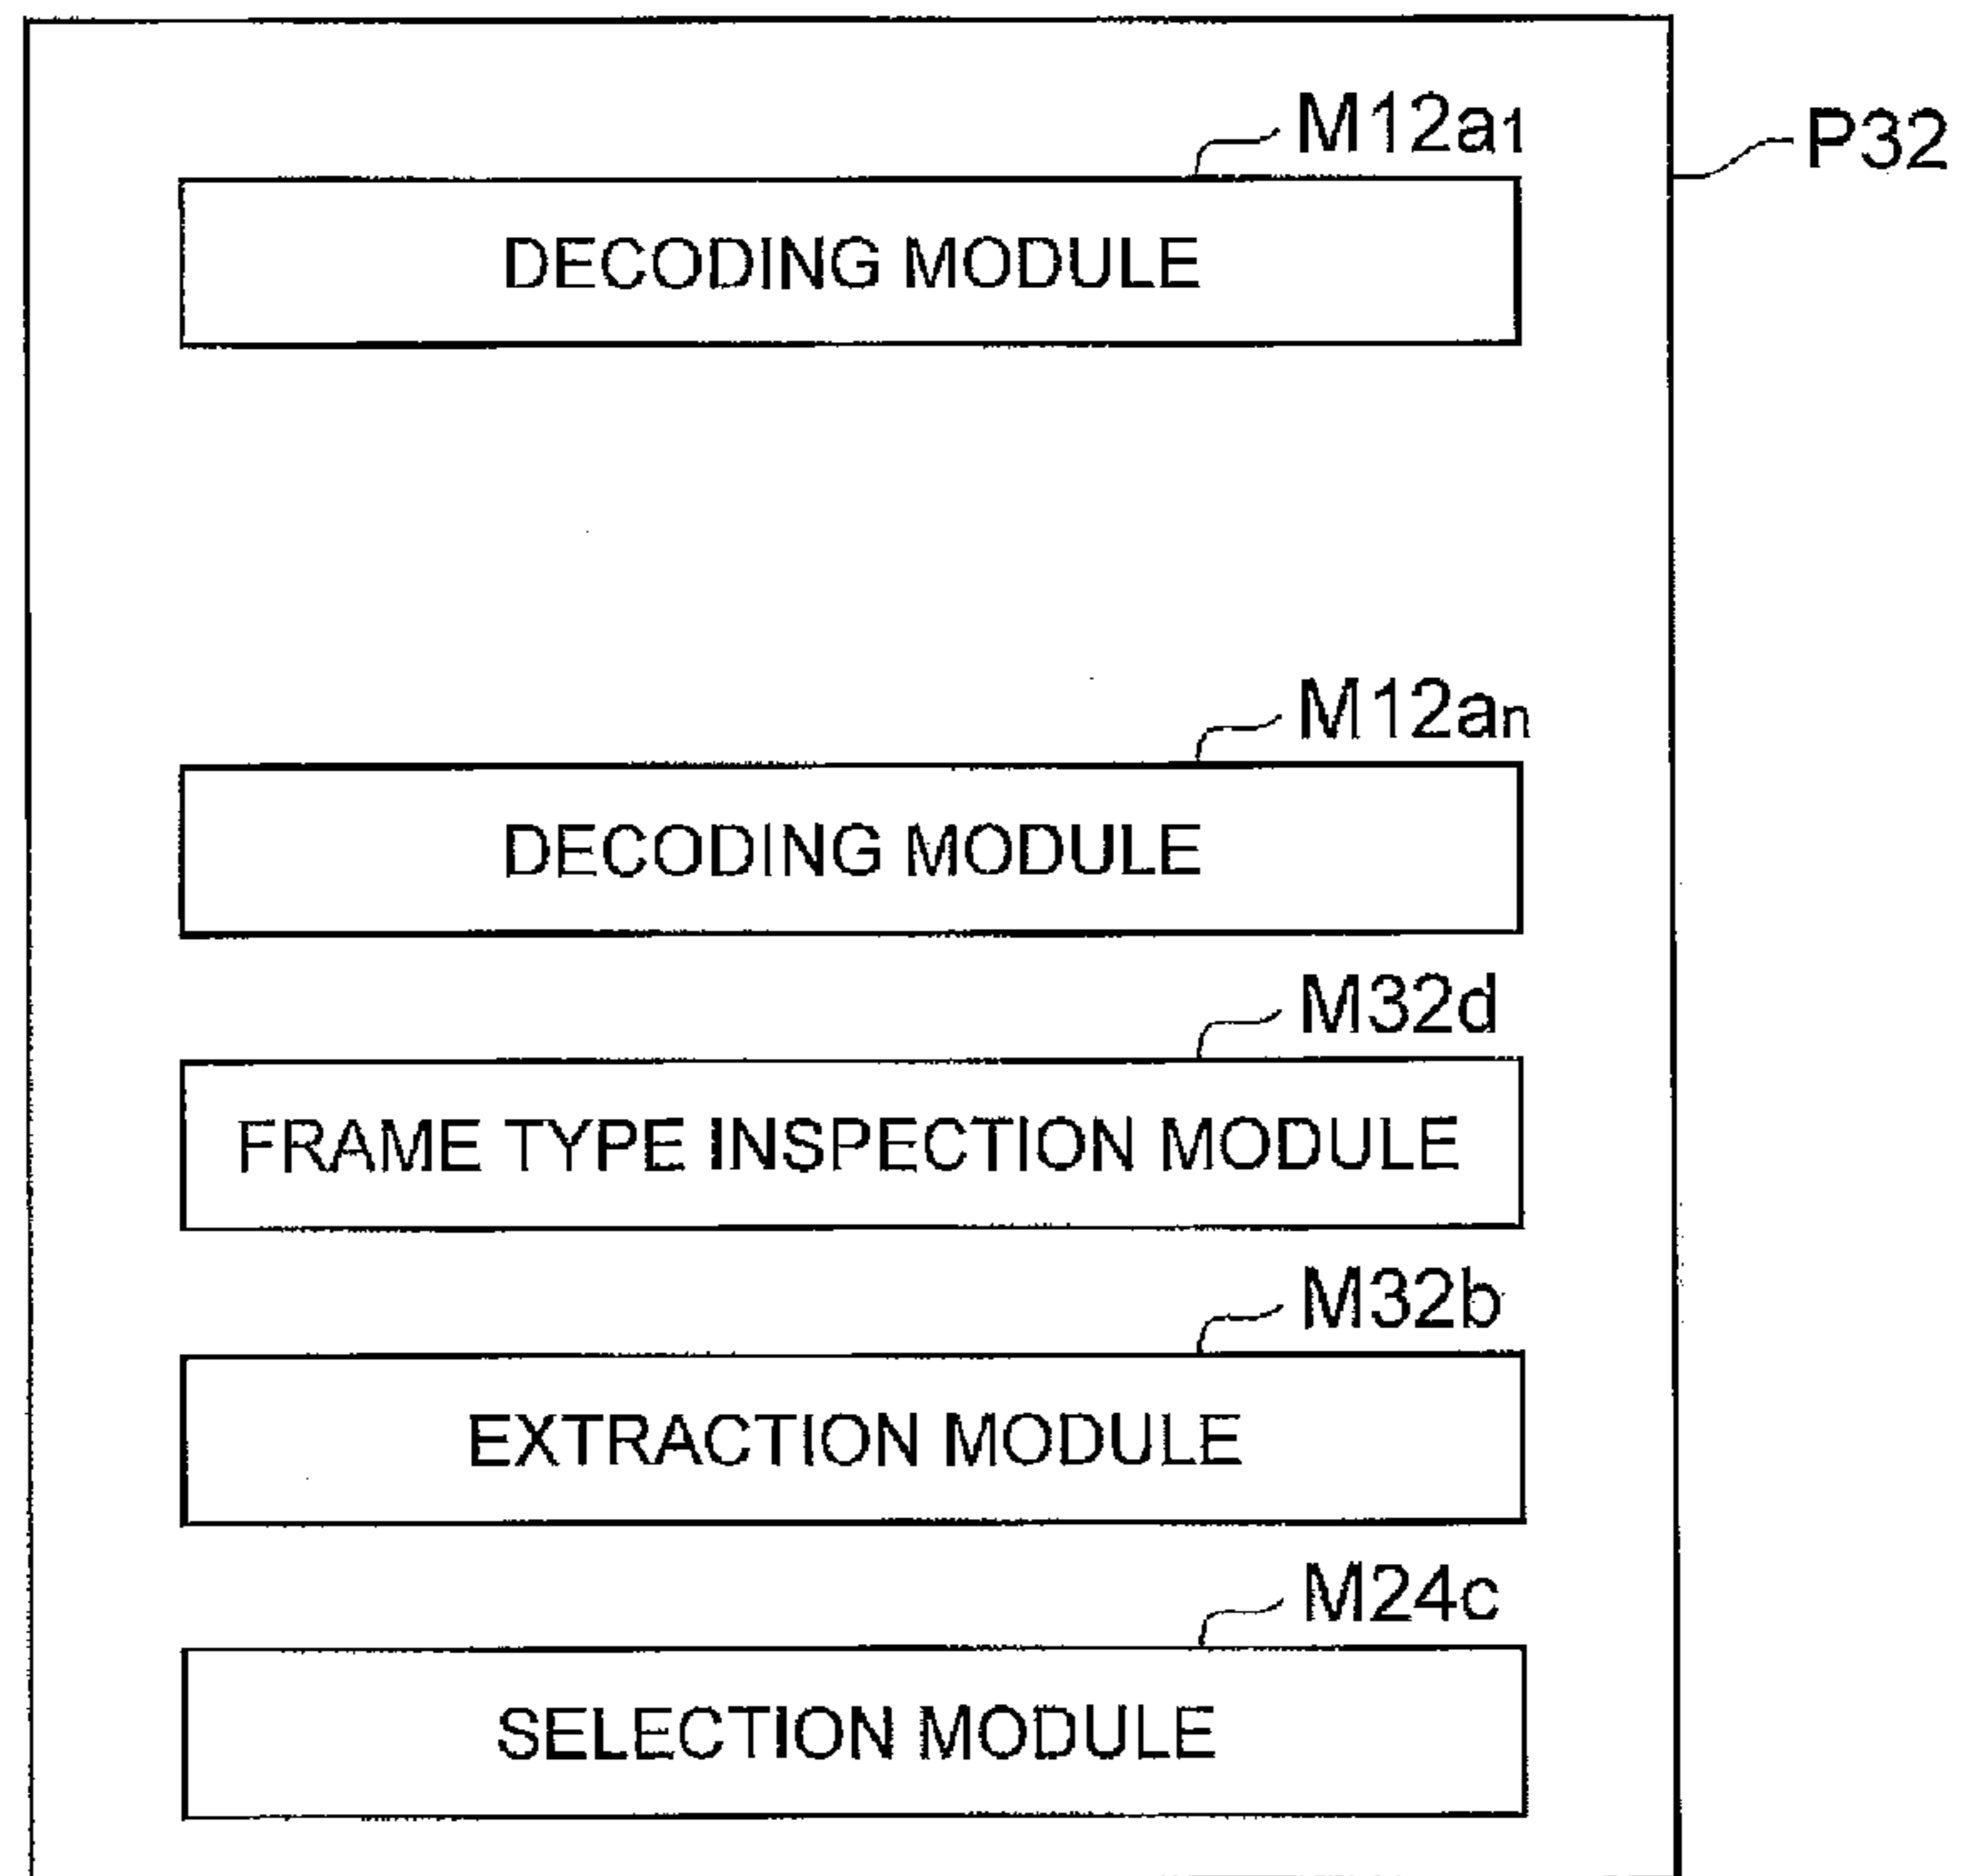 M12a1
P32
DECODING MODULE
M12an
DECODING MODULE
M32d
FRAME TYPE INSPECTION MODULE
M32b
EXTRACTION MODULE
M24c
SELECTION MODULE